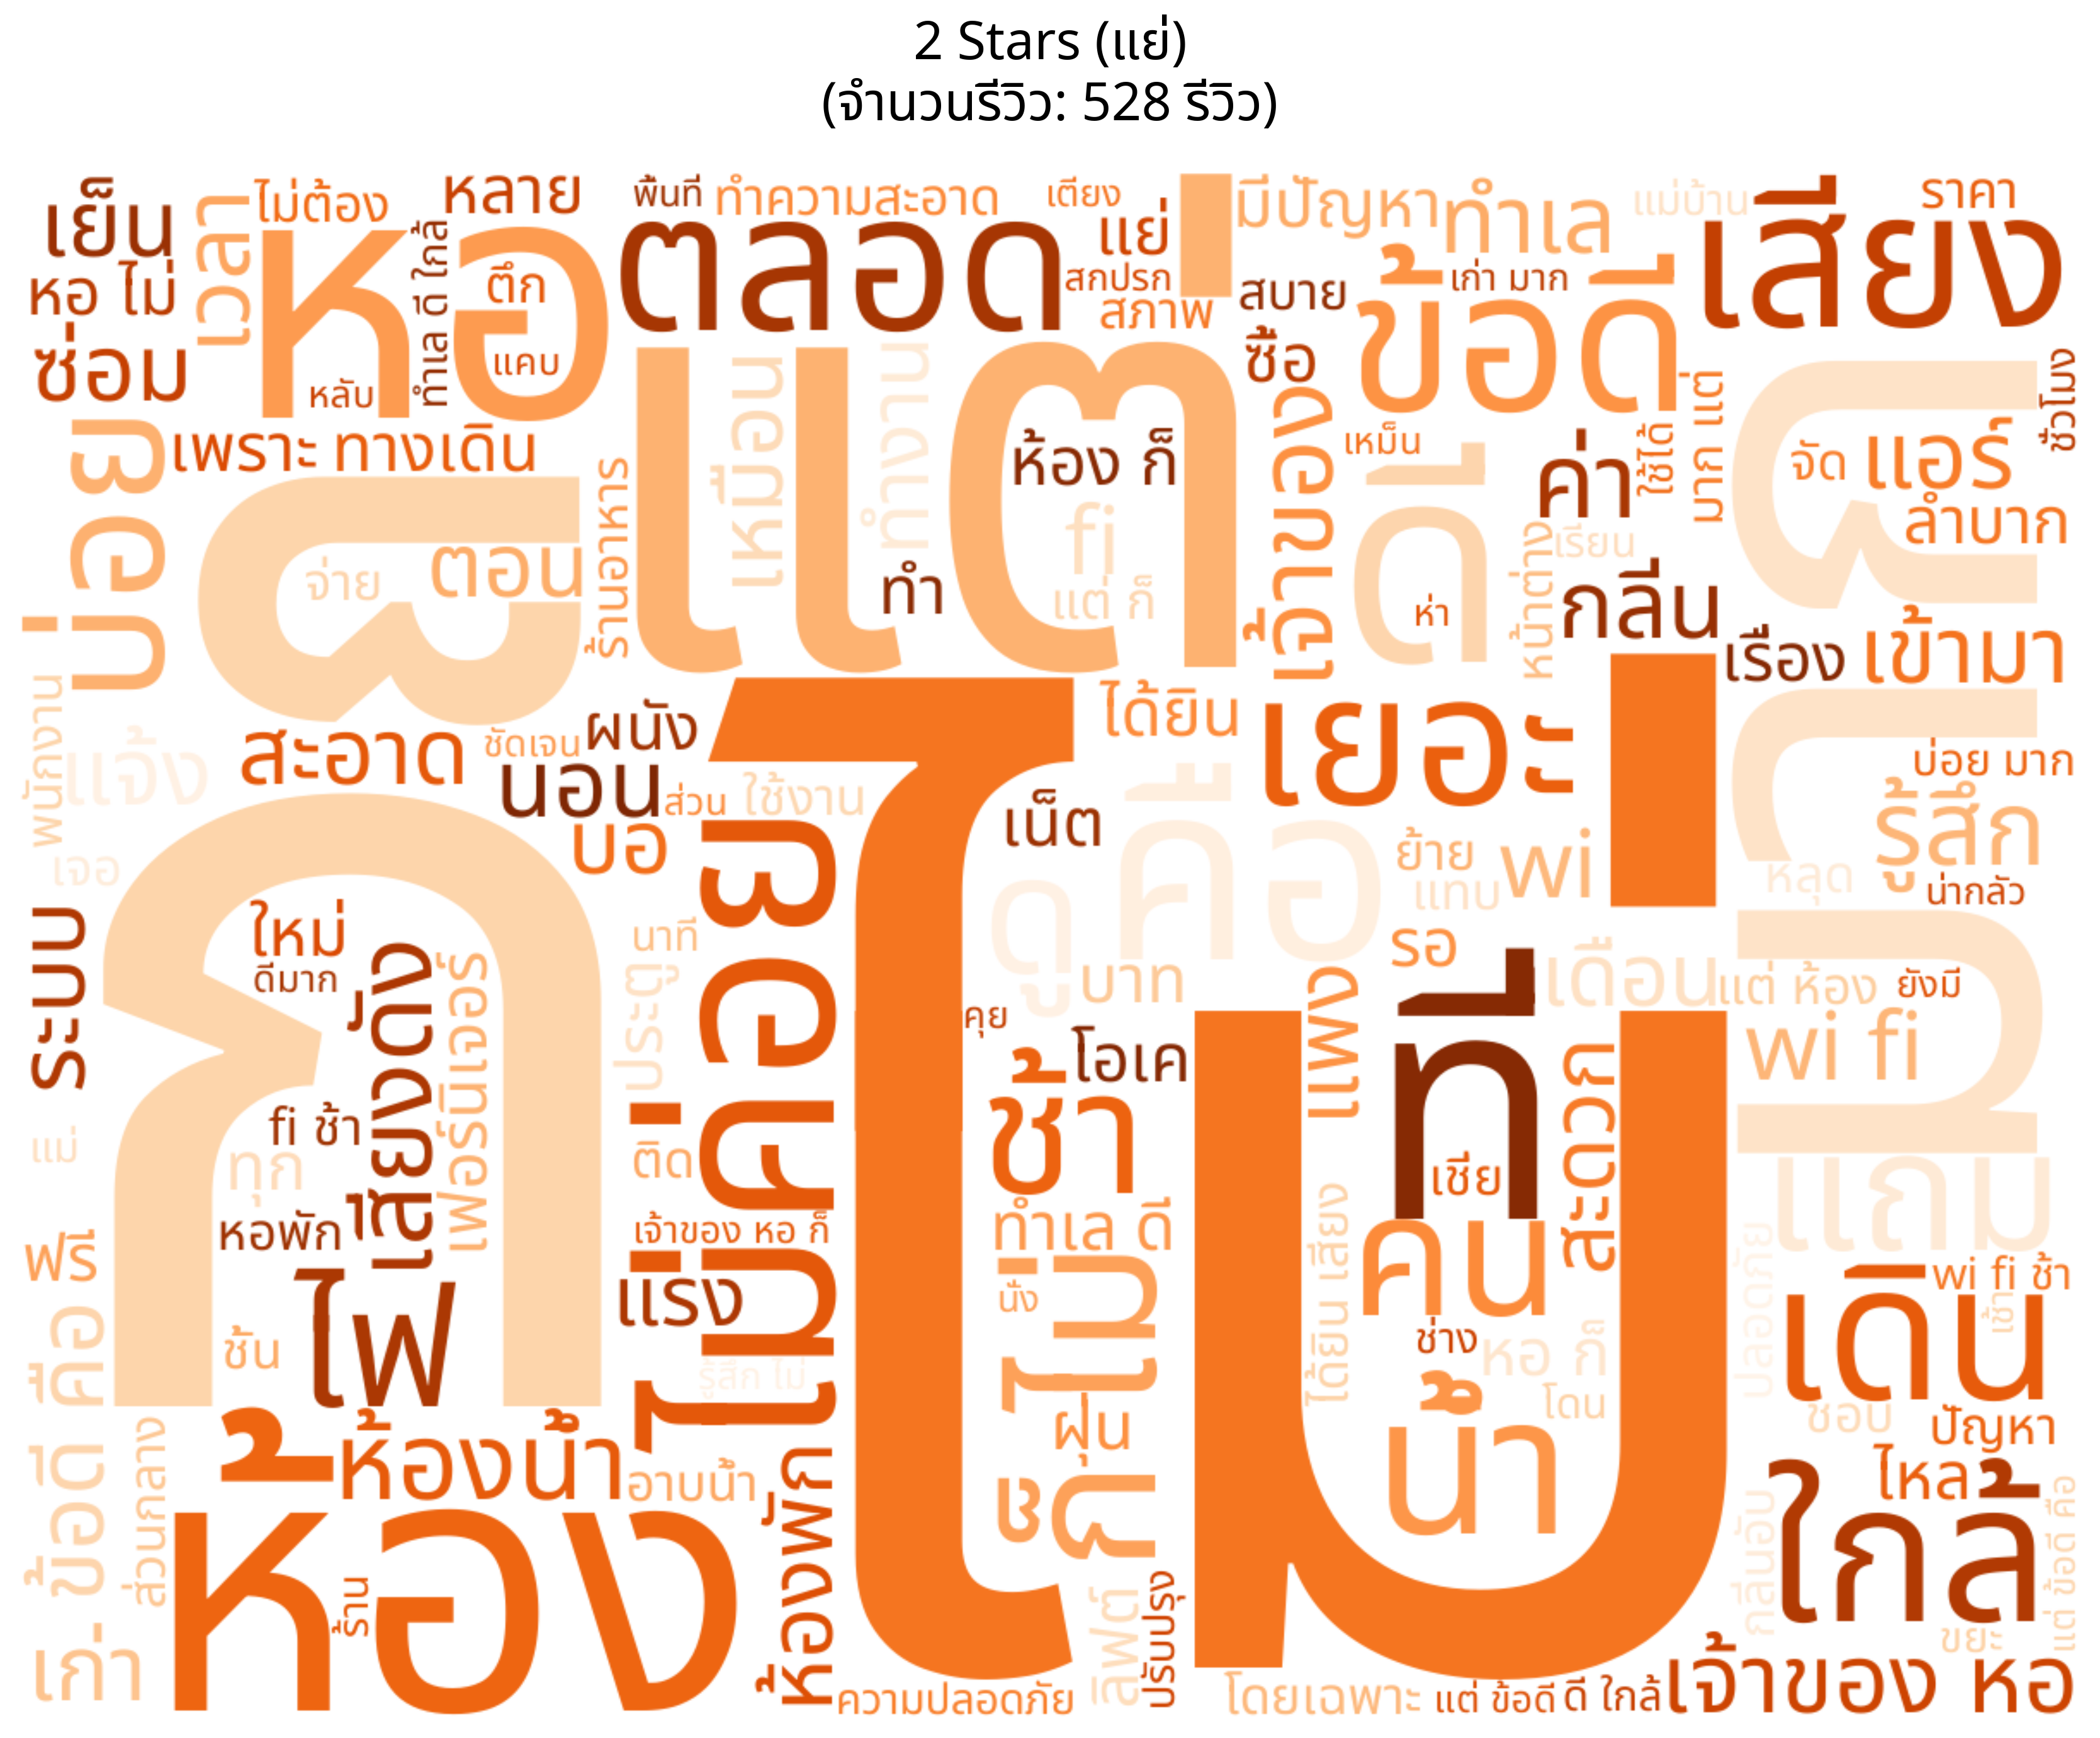 2 Stars (แย่)
(จำนวนรีวิว: 528 รีวิว)
เย็น
เวลา
ไม่ต้อง
หลาย
พื้นที่
ทำความสะอาด
เตียง
แย่
มีปัญหา
ทำเล
แม่บ้าน
เสียง
ราคา
หอ ไม่
หอ
ทำเล ดี ใกล้
ตึก
ตลอด
สกปรก
สภาพ
สบาย
ข้อดี
เก่า มาก
ซ่อม
หลับ
แคบ
แต่
ซื้อ
ชั่วโมง
บ่อย
เพราะ
ทางเดิน
ร้านอาหาร
เหมือน
ทำงาน
ห้อง ก็
fi
แต่ ก็
ทำ
เจ้าของ
เหม็น
ดี
ห่า
ค่า
ใช้ได้
มาก แต่
จัด
แอร์
ลำบาก
จ่าย
ตอน
หน้าต่าง
เรียน
กลิ่น
เรื่อง
เข้ามา
พนักงาน
แจ้ง
สะอาด
ชัดเจน
ผนัง
นอน
ส่วน
ใช้งาน
บอ
ไม่
ได้ยิน
เยอะ
บ่อย มาก
รู้สึก
เน็ต
คือ
ดู
ย้าย
แทบ
wi
หลุด
น่ากลัว
เจอ
ระบบ
ใหม่
ดีมาก
เสียงดัง
เฟอร์นิเจอร์
นาที
ประตู
ไม่ค่อย
บาท
คุย
โอเค
ช้า
รอ
แพง
ที่
เดือน
แต่ ห้อง
ยังมี
wi fi
สะดวก
fi ช้า
ทุก
แม่
หอพัก
ติด
เชีย
คน
แถม
เจ้าของ หอ ก็
ทำเล ดี
ฟรี
ไฟ
แรง
นั่ง
ได้ยิน เสียง
ช่าง
หอ ก็
ปลอดภัย
wi fi ช้า
เดิน
เช้า
ชั้น
รู้สึก ไม่
โดน
ชอบ
ปัญหา
ข้อดี คือ
ส่วนกลาง
ห้องน้ำ
อาบน้ำ
ฝุ่น
น้ำ
ไหล
ห้อง
ร้าน
ห้องพัก
ลิฟต์
ปรับปรุง
กลิ่นอับ
ใกล้
แต่ ข้อดี คือ
ขยะ
เก่า
ความปลอดภัย
โดยเฉพาะ
แต่ ข้อดี
ดี ใกล้
เจ้าของ หอ